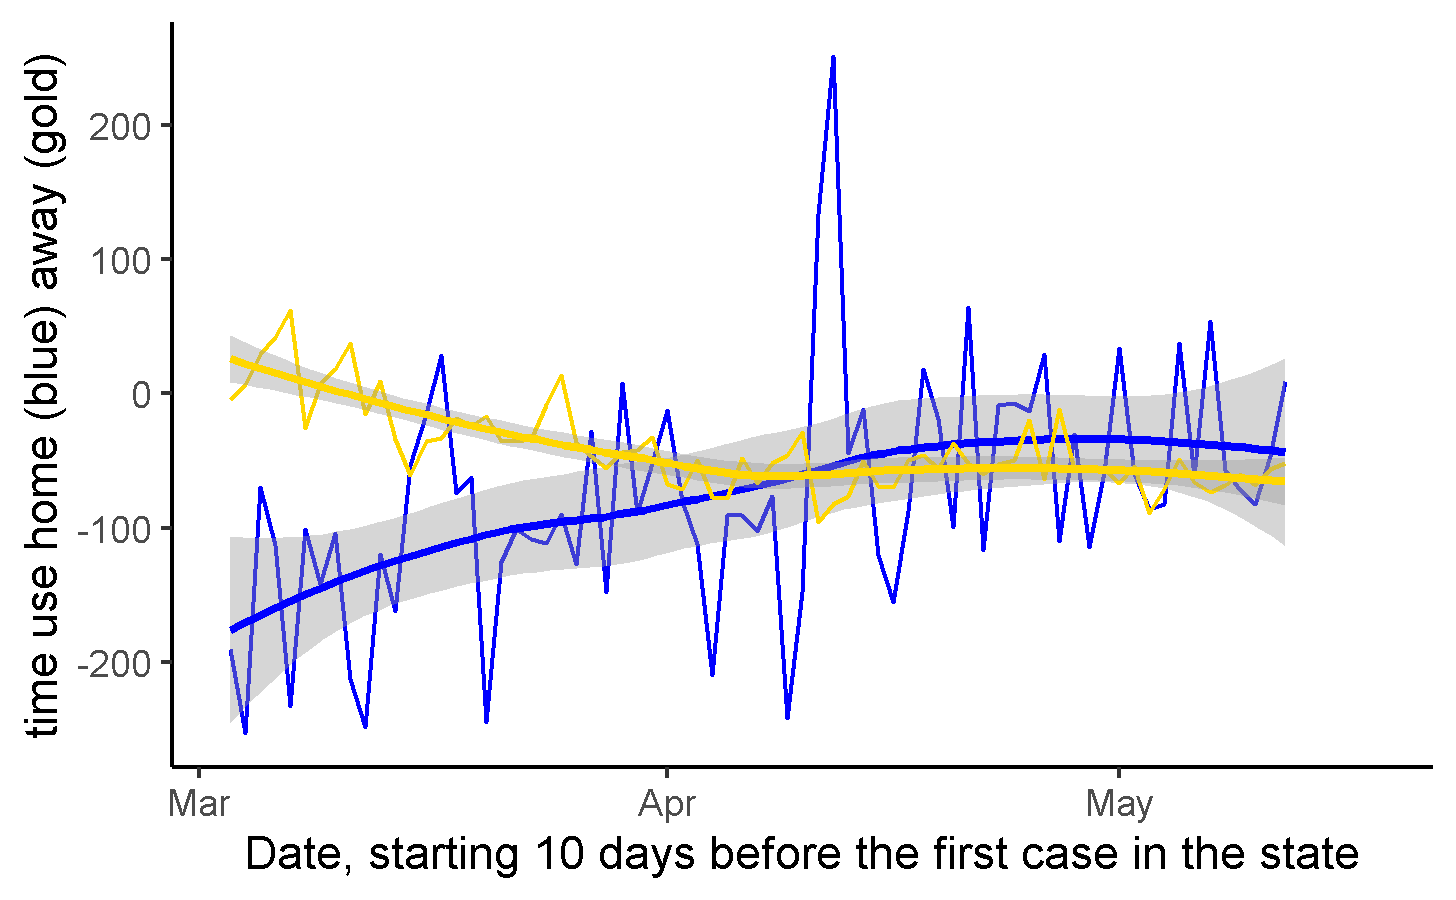 time use home (blue) away (gold)
200
100
0
-100
-200
Mar Apr May
Date, starting 10 days before the first case in the state